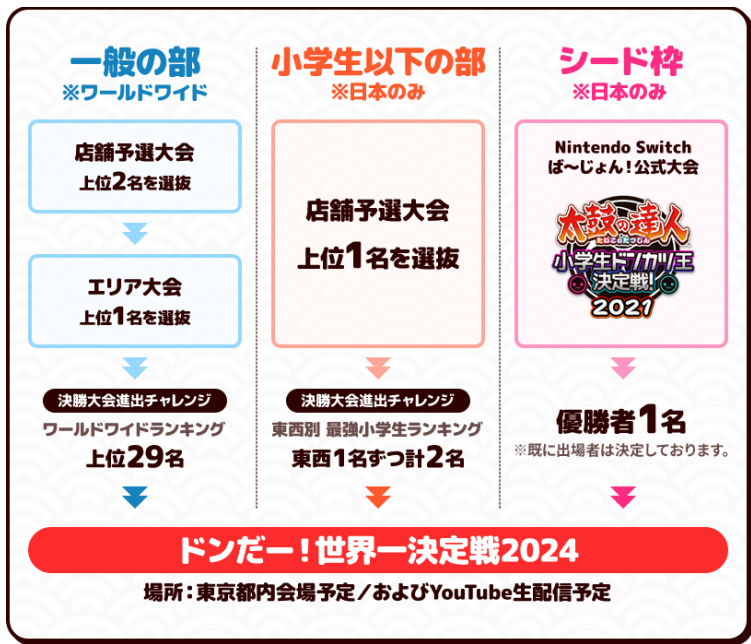 一般の部
※ワールドワイド
店舗予選大会
上位2名を選抜
エリア大会
上位1名を選抜
決勝大会進出チャレンジ
ワールドワイドランキング
上位29名
小学生以下の部
※日本のみ
店舗予選大会
上位1名を選抜
決勝大会進出チャレンジ
東西別 最強小学生ランキング
東西1名ずつ計2名
シード枠
※日本のみ
Nintendo Switch
ば〜じょん！公式大会
太鼓の達人
たいこのたつじん
小学生ドンカツ王
決定戦!
2021
優勝者1名
※既に出場者は決定しております。
ドンだー！世界一決定戦2024
場所：東京都内会場予定／およびYouTube生配信予定